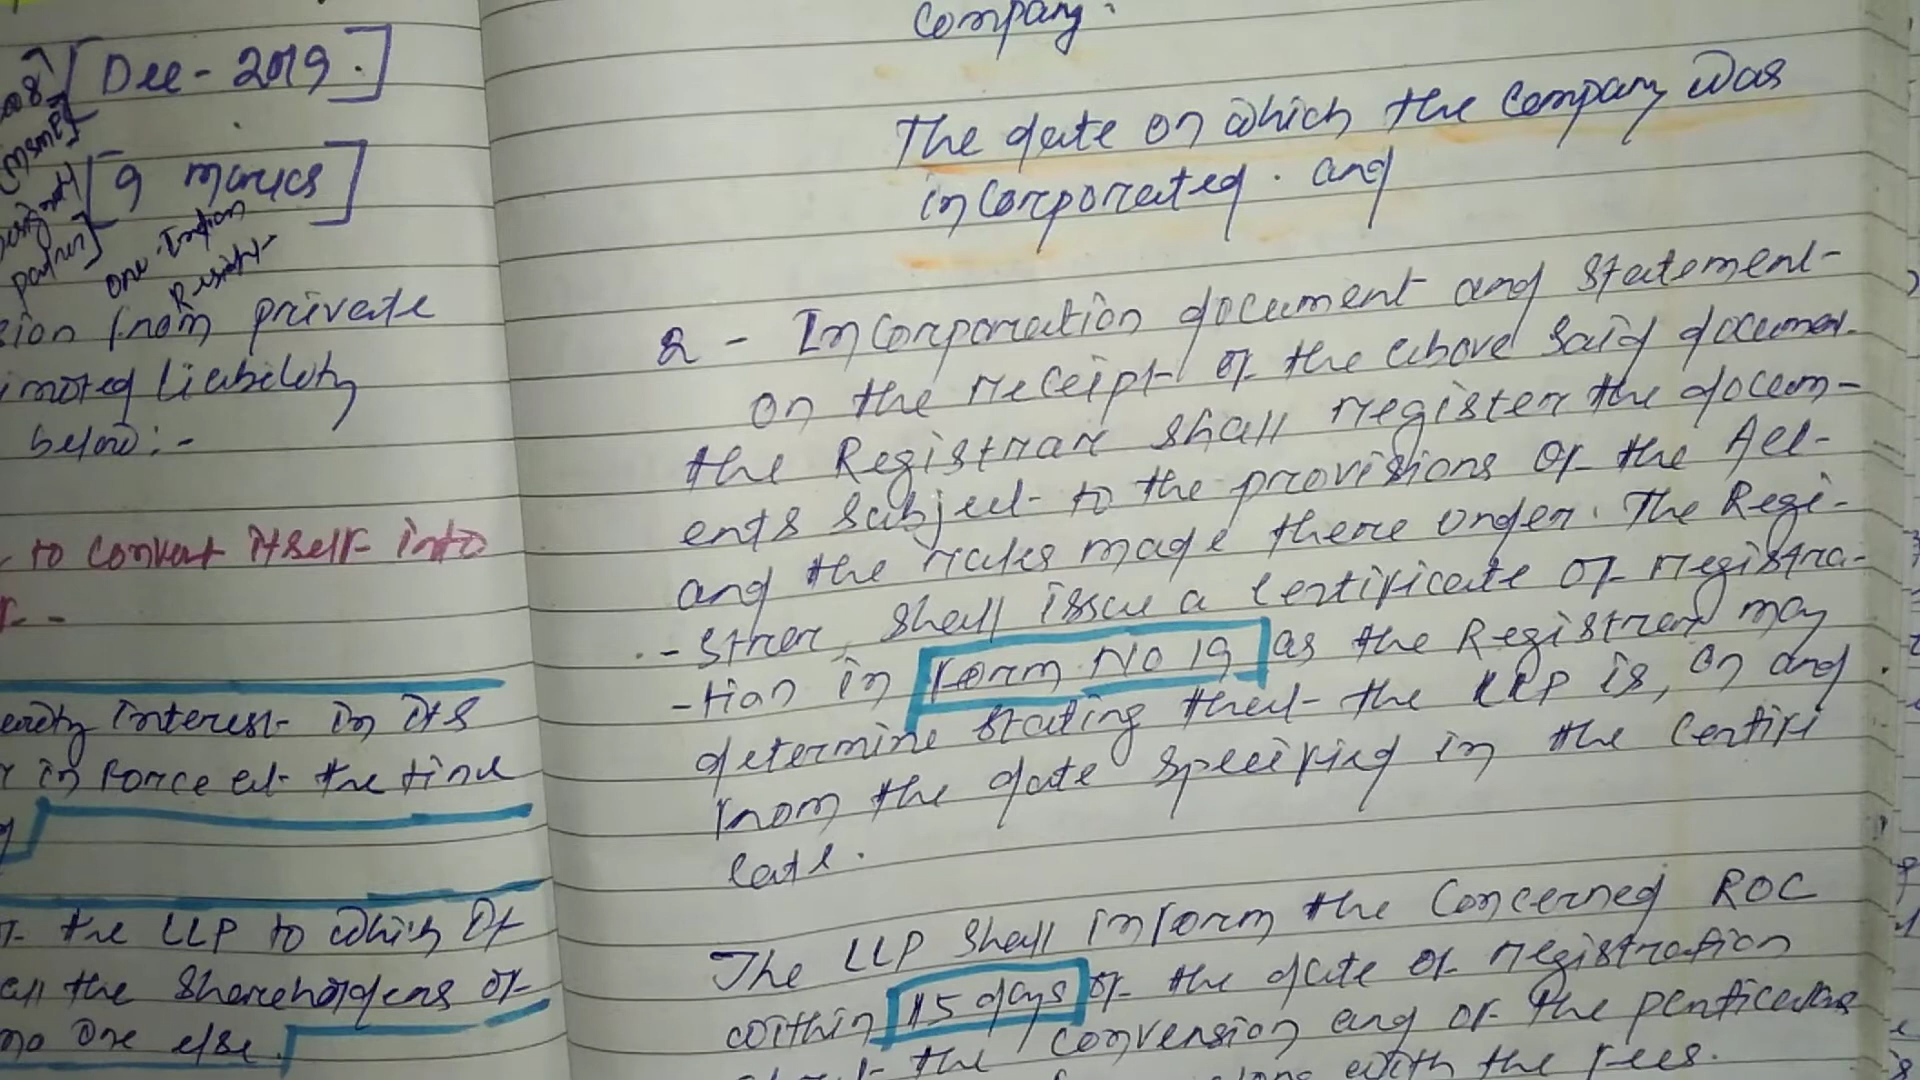 [Dec - 2019.]
[9 marks]
one Indian
Resident
sion from private
limited liability
below:-
to convert itself into
interest in its
in force at the time
the LLP to which it
all the shareholders of
no one else.
Company.
The date on which the company was
incorporated. and
2 - Incorporation document and statement -
on the receipt of the above said documen-
the Registrar shall register the docum-
ents subject to the provisions of the Act -
and the rules made there under. The Regi-
- strar shall issue a certificate of registra-
- tion in Form No 19 as the Registrar may
determine stating that the LLP is, on and
from the date specified in the certifi
cate.
The LLP shall inform the concerned ROC
within 15 days of the date of registration
the conversion and of the particulars
along with the fees.